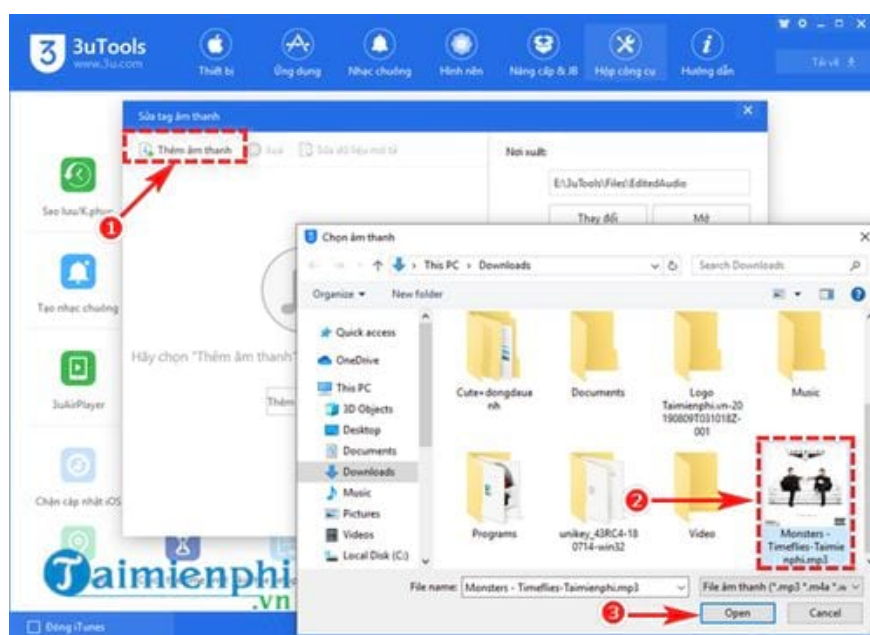 3uTools
www.3u.com
Thiết bị
Ứng dụng
Nhạc chuông
Hình nền
Nâng cấp & JB
Hộp công cụ
Hướng dẫn
Tải về
Sửa tag âm thanh
Thêm âm thanh
Xoá
Sửa dữ liệu mô tả
Nơi xuất:
E:\3uTools\Files\EditedAudio
Thay đổi
Mở
1
Sao lưu/K.phục
Tạo nhạc chuông
3uAirPlayer
Chặn cập nhật iOS
Hãy chọn "Thêm âm thanh"
Thêm
Chọn âm thanh
This PC > Downloads
Search Downloads
Organize
New folder
Quick access
OneDrive
This PC
3D Objects
Desktop
Documents
Downloads
Music
Pictures
Videos
Local Disk (C:)
Cute+dongdaua
nh
Documents
Logo
Taimienphi.vn-20
190809T031018Z-
001
Music
Programs
unikey_43RC4-18
0714-win32
Video
2
Monsters -
Timeflies-Taimie
nphi.mp3
File name:
Monsters - Timeflies-Taimienphi.mp3
File âm thanh (*.mp3 *.m4a
3
Open
Cancel
Taimienphi
.vn
Đóng iTunes